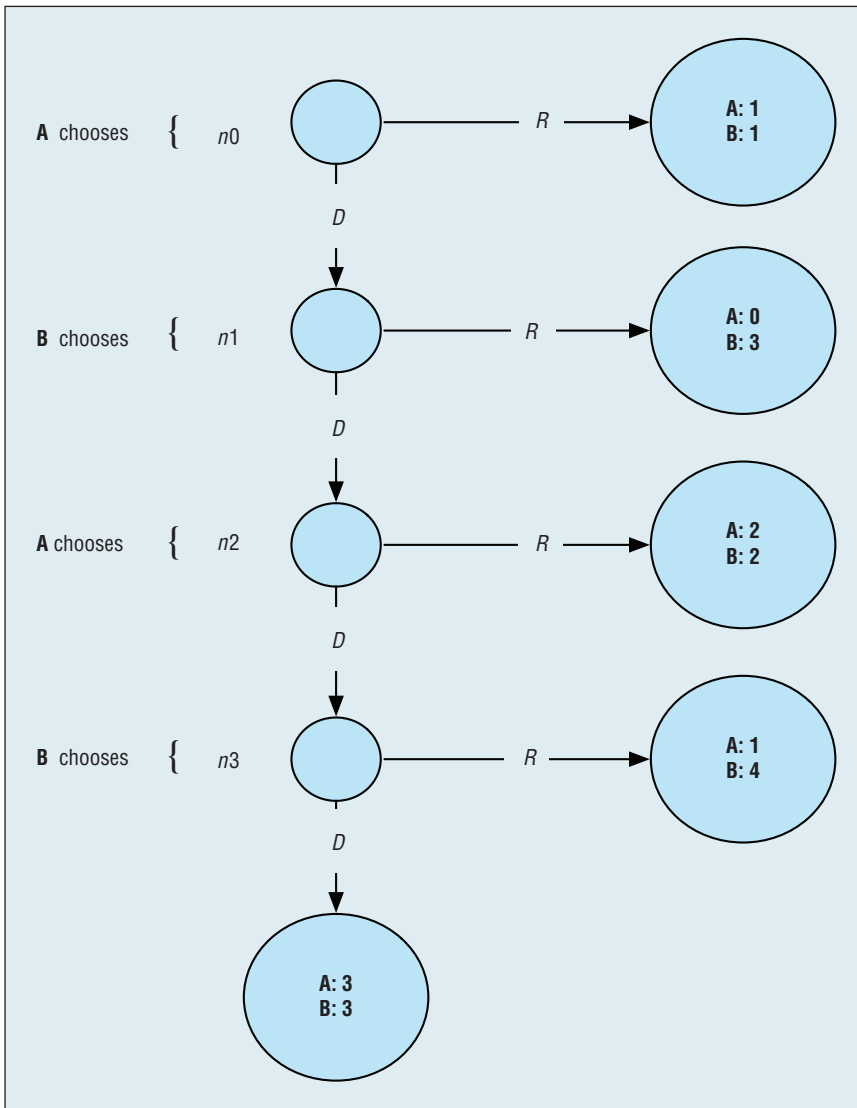 A: 1
A chooses { n0 R
B: 1
D
A: 0
B chooses { n1 R
B: 3
D
A: 2
A chooses { n2 R
B: 2
D
A: 1
B chooses { n3 R
B: 4
D
A: 3
B: 3